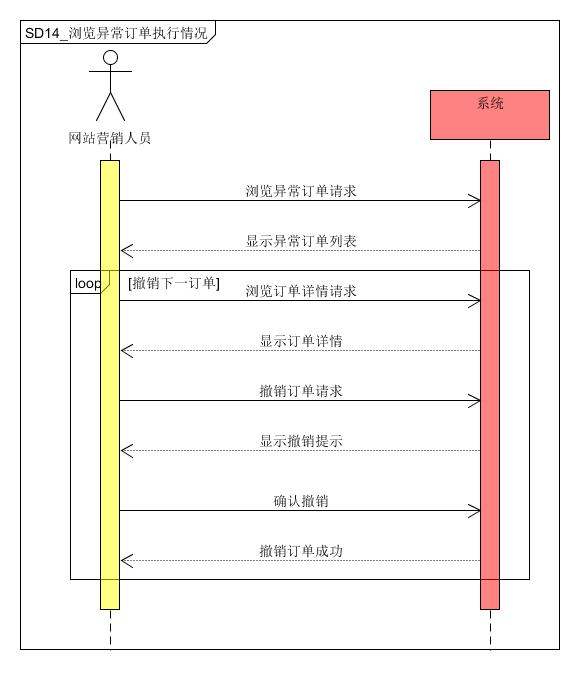 SD14_浏览异常订单执行情况
系统
网站营销人员
浏览异常订单请求
显示异常订单列表
loop
[撤销下一订单]
浏览订单详情请求
显示订单详情
撤销订单请求
显示撤销提示
确认撤销
撤销订单成功